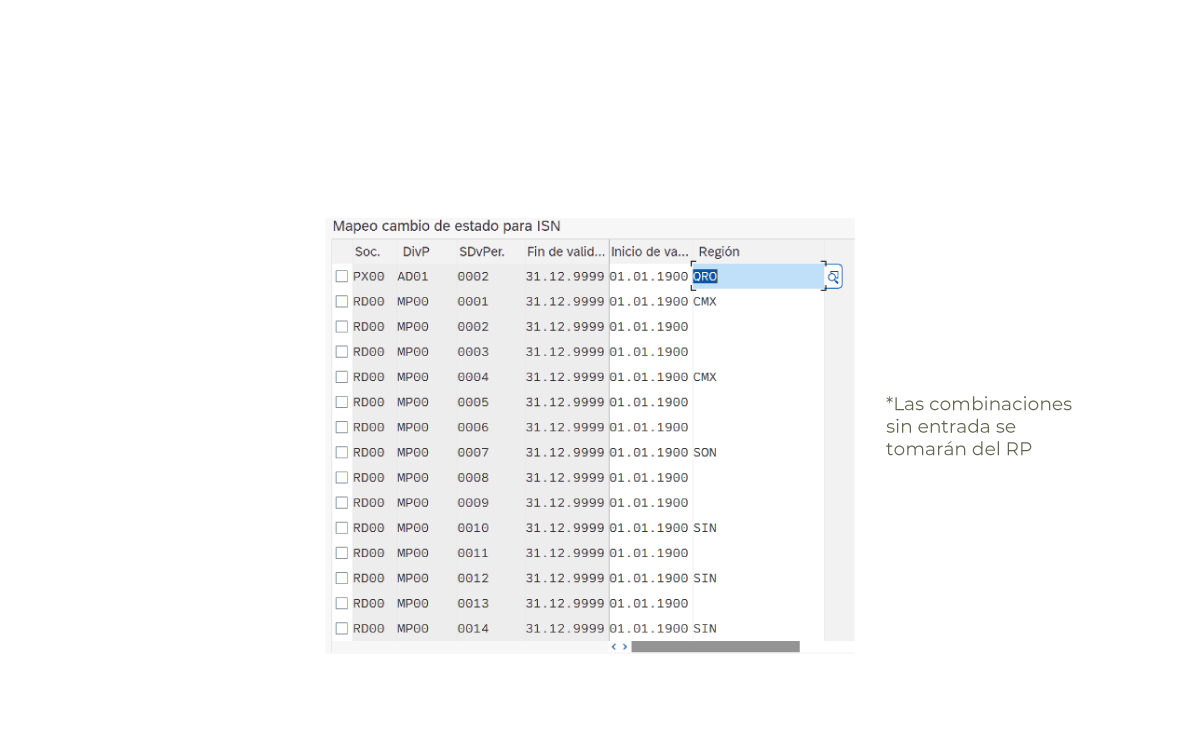 Mapeo cambio de estado para ISN
Soc. DivP SDvPer. Fin de valid... Inicio de va... Región
PX00 AD01 0002 31.12.9999 01.01.1900 QRO
RD00 MP00 0001 31.12.9999 01.01.1900 CMX
RD00 MP00 0002 31.12.9999 01.01.1900
RD00 MP00 0003 31.12.9999 01.01.1900
RD00 MP00 0004 31.12.9999 01.01.1900 CMX
RD00 MP00 0005 31.12.9999 01.01.1900
RD00 MP00 0006 31.12.9999 01.01.1900
RD00 MP00 0007 31.12.9999 01.01.1900 SON
RD00 MP00 0008 31.12.9999 01.01.1900
RD00 MP00 0009 31.12.9999 01.01.1900
RD00 MP00 0010 31.12.9999 01.01.1900 SIN
RD00 MP00 0011 31.12.9999 01.01.1900
RD00 MP00 0012 31.12.9999 01.01.1900 SIN
RD00 MP00 0013 31.12.9999 01.01.1900
RD00 MP00 0014 31.12.9999 01.01.1900 SIN
*Las combinaciones
sin entrada se
tomarán del RP